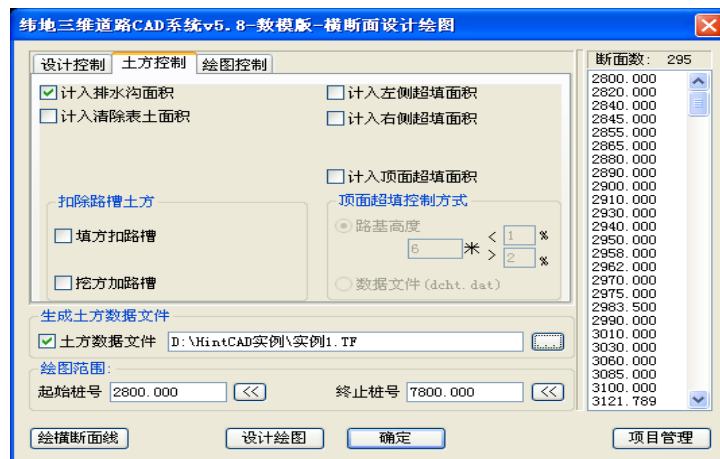 纬地三维道路CAD系统v5.8-数模版-横断面设计绘图
设计控制 土方控制 绘图控制
计入排水沟面积 计入左侧超填面积
计入清除表土面积 计入右侧超填面积
计入顶面超填面积
扣除路槽土方
填方扣路槽
挖方加路槽
顶面超填控制方式
路基高度
6 米 < 1 %
> 2 %
数据文件(dcht.dat)
生成土方数据文件
土方数据文件 D:\HintCAD实例\实例1.TF ...
绘图范围:
起始桩号 2800.000 << 终止桩号 7800.000 <<
绘横断面线 设计绘图 确定 项目管理
断面数: 295
2800.000
2820.000
2840.000
2845.000
2855.000
2865.000
2880.000
2890.000
2900.000
2910.000
2930.000
2940.000
2950.000
2958.000
2962.000
2970.000
2975.000
2983.500
2990.000
3010.000
3030.000
3060.000
3085.000
3100.000
3121.789